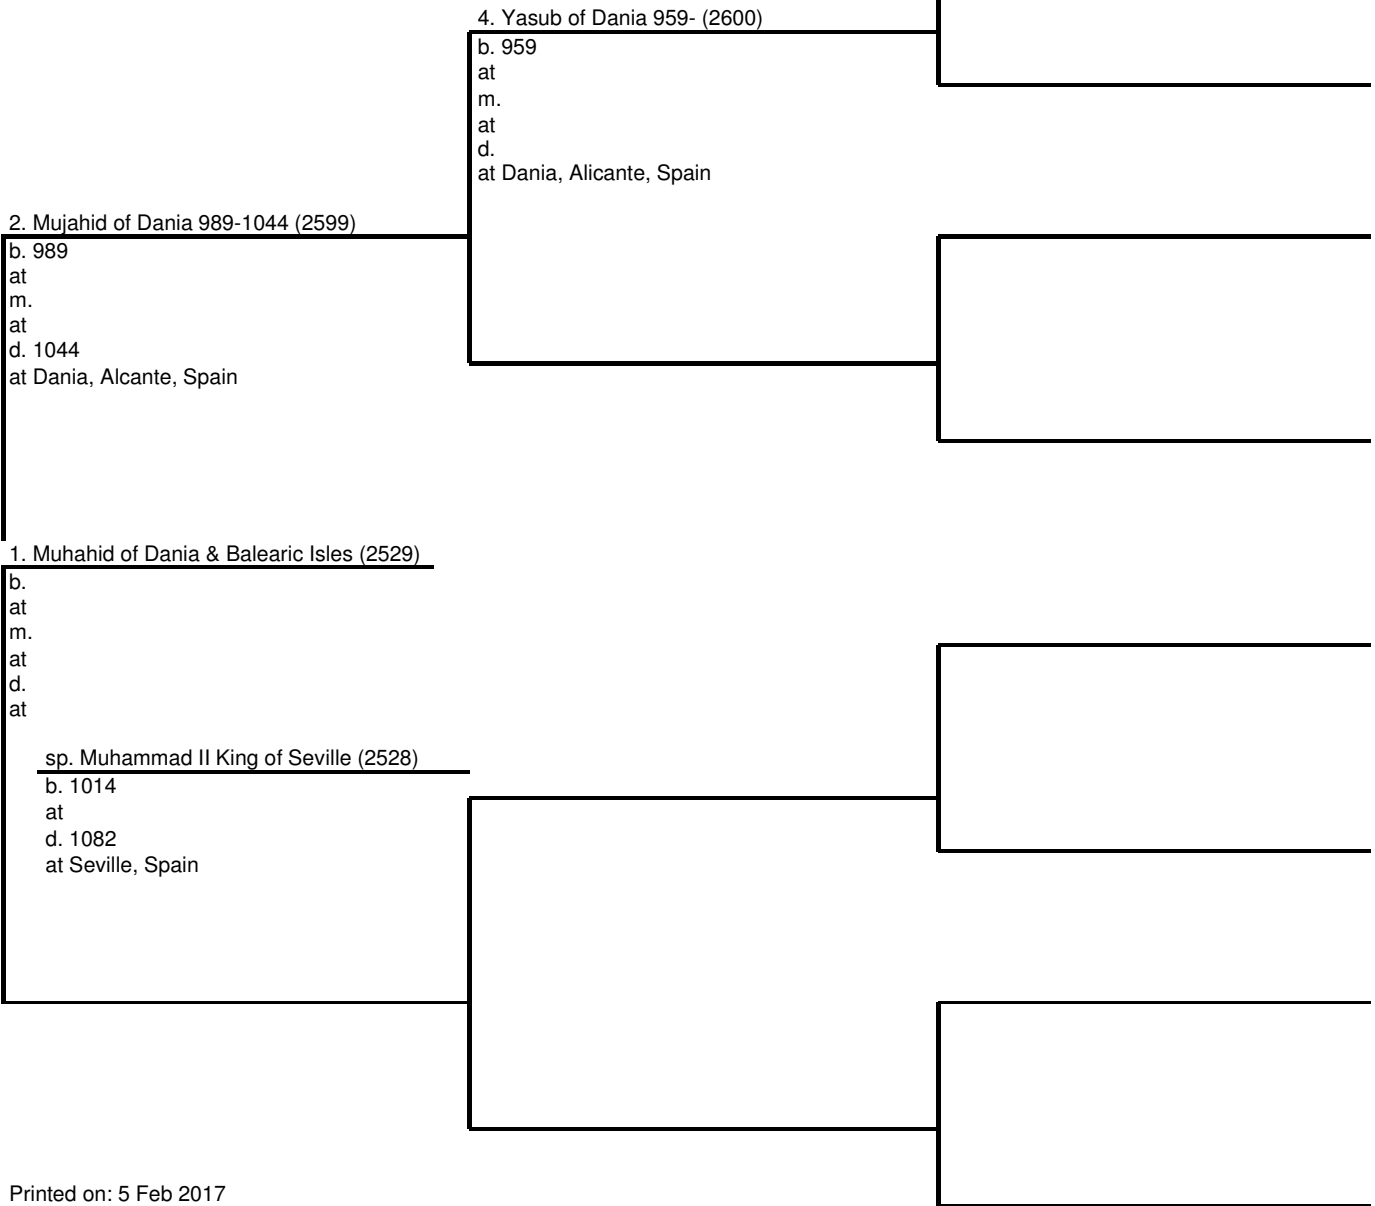 4. Yasub of Dania 959- (2600)
b. 959
at
m.
at
d.
at Dania, Alicante, Spain
2. Mujahid of Dania 989-1044 (2599)
b. 989
at
m.
at
d. 1044
at Dania, Alcante, Spain
1. Muhahid of Dania & Balearic Isles (2529)
b.
at
m.
at
d.
at
sp. Muhammad II King of Seville (2528)
b. 1014
at
d. 1082
at Seville, Spain
Printed on: 5 Feb 2017